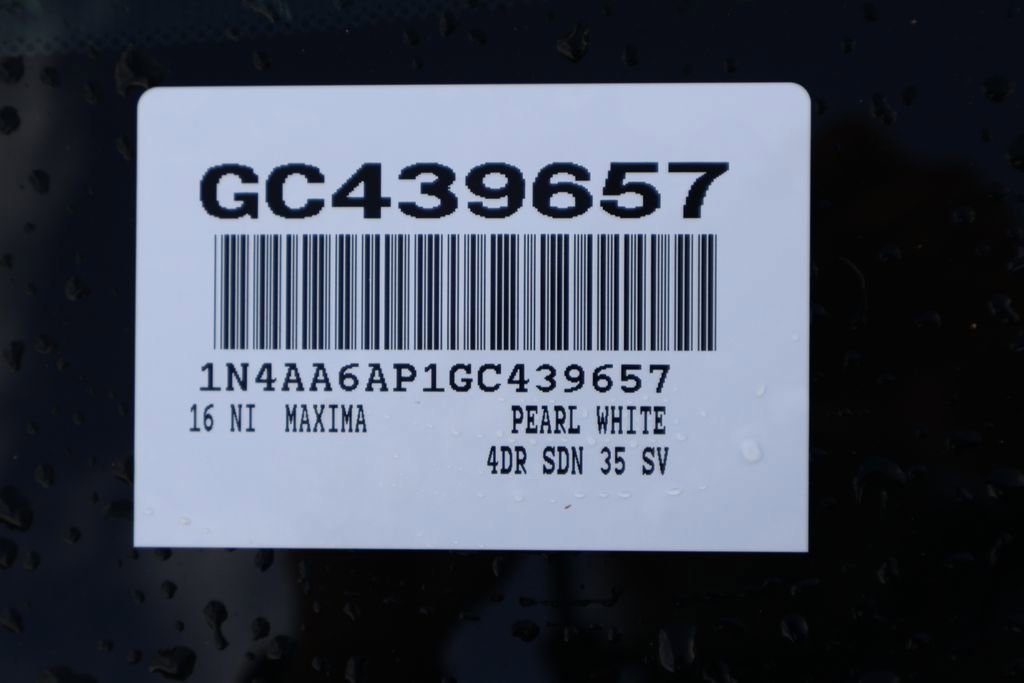 GC439657
1N4AA6AP1GC439657
16 NI MAXIMA PEARL WHITE
4DR SDN 35 SV